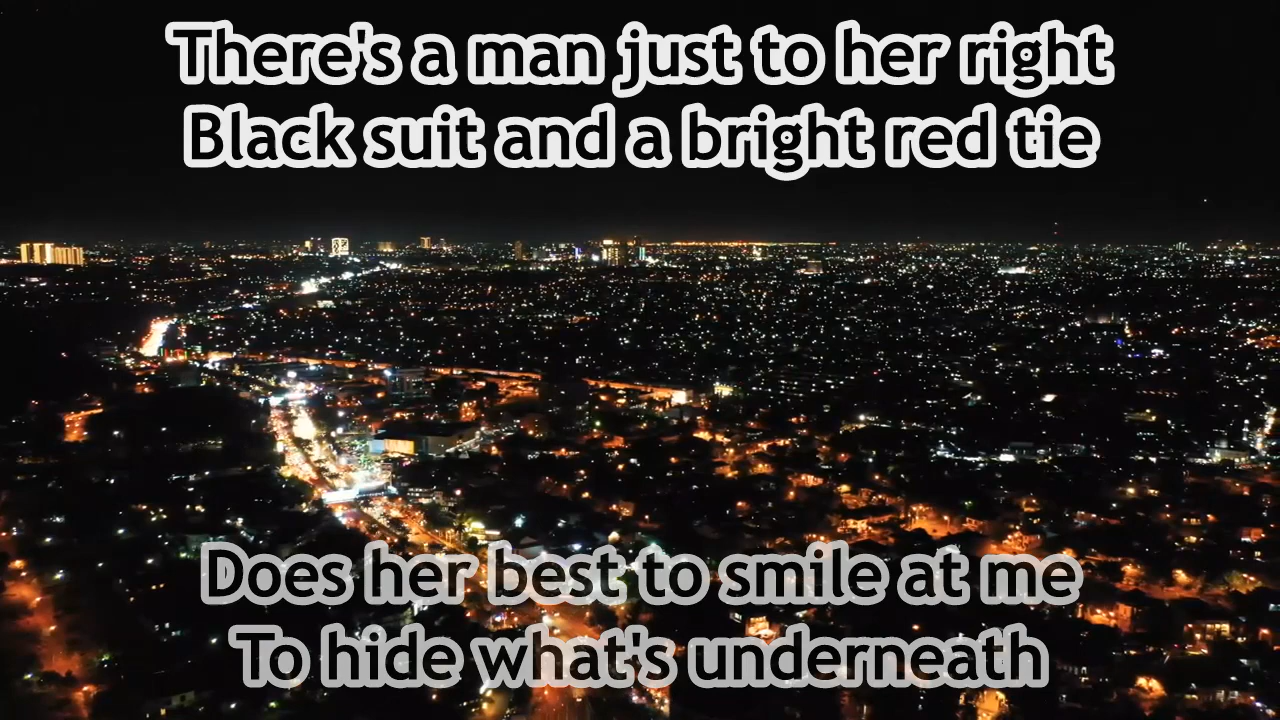 There's a man just to her right
Black suit and a bright red tie
Does her best to smile at me
To hide what's underneath